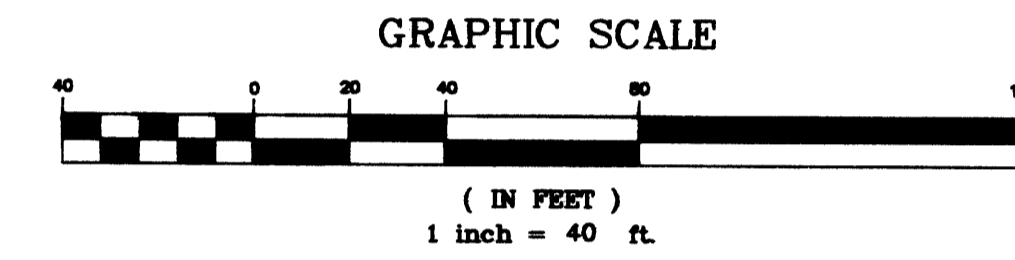 GRAPHIC SCALE
40 0 20 40 80
( IN FEET )
1 inch = 40 ft.